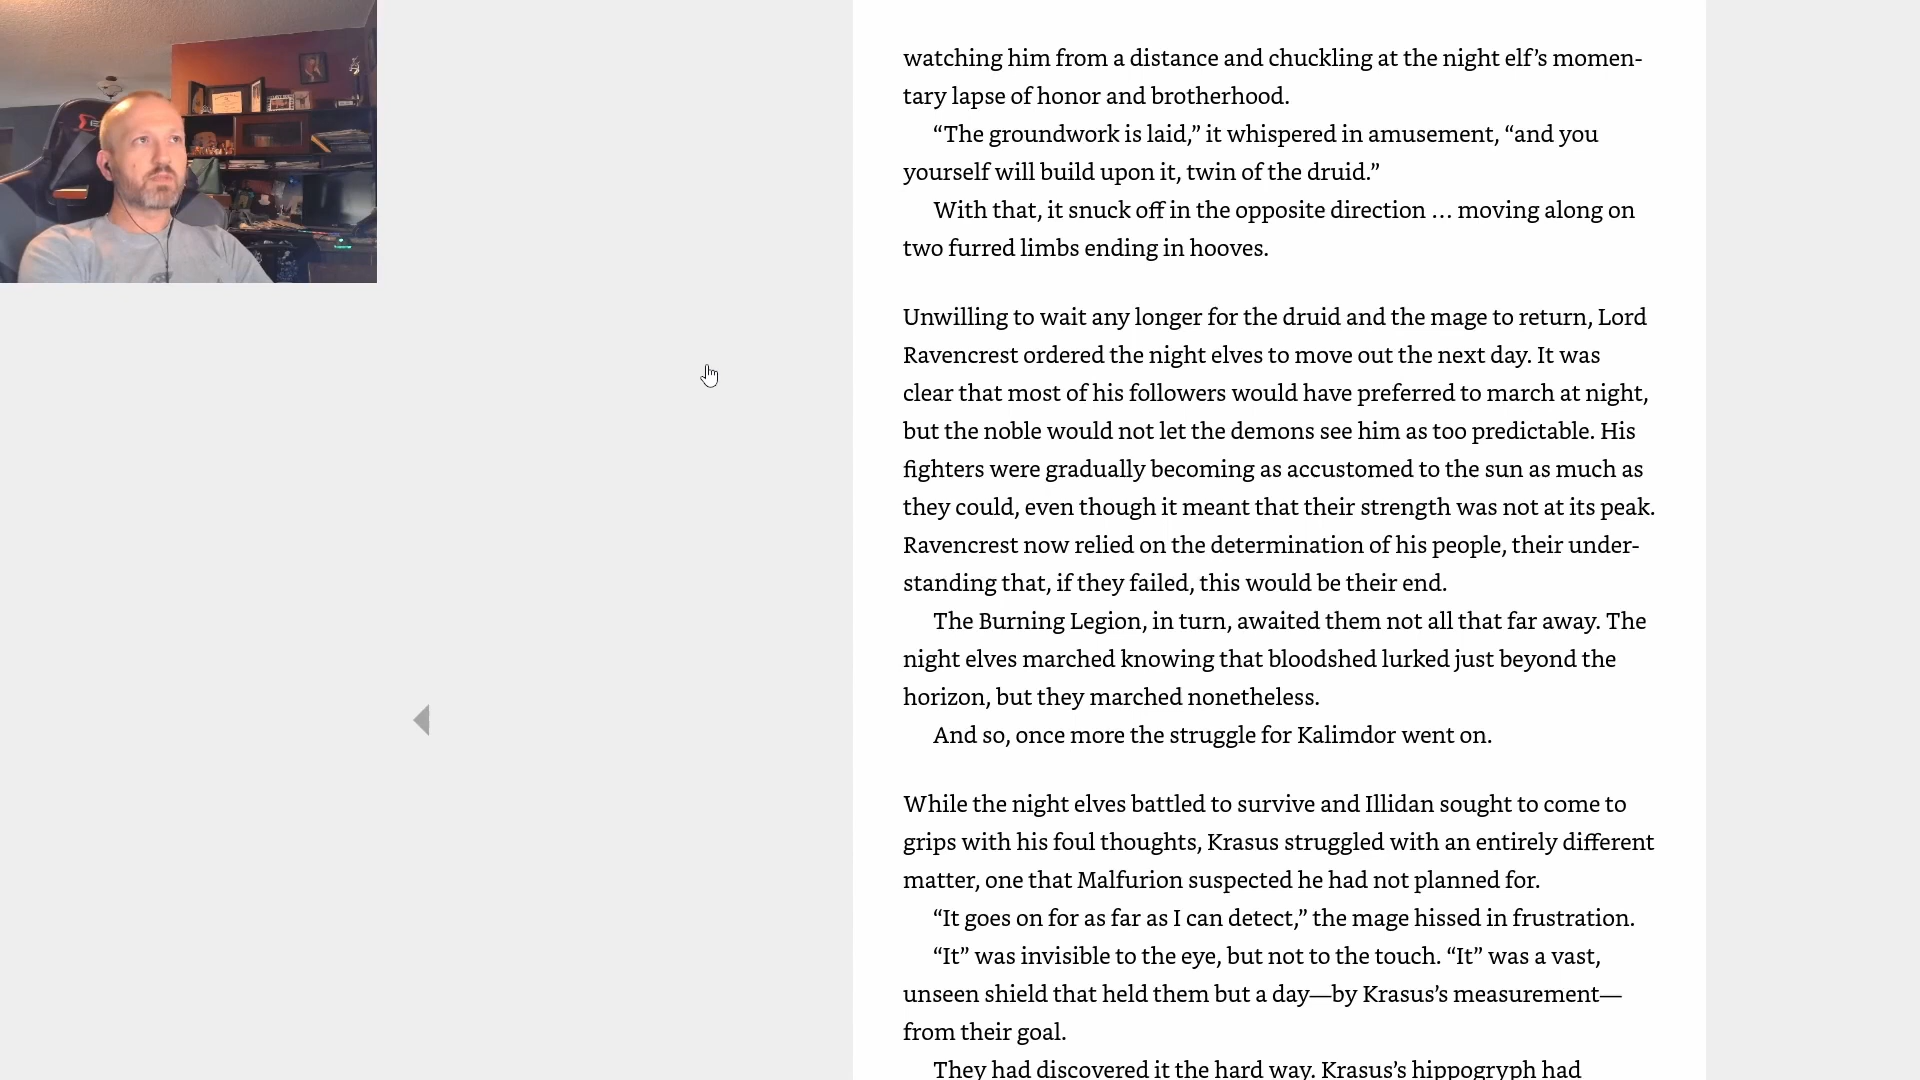 watching him from a distance and chuckling at the night elf’s momen-
tary lapse of honor and brotherhood.
“The groundwork is laid,” it whispered in amusement, “and you
yourself will build upon it, twin of the druid.”
With that, it snuck off in the opposite direction … moving along on
two furred limbs ending in hooves.
Unwilling to wait any longer for the druid and the mage to return, Lord
Ravencrest ordered the night elves to move out the next day. It was
clear that most of his followers would have preferred to march at night,
but the noble would not let the demons see him as too predictable. His
fighters were gradually becoming as accustomed to the sun as much as
they could, even though it meant that their strength was not at its peak.
Ravencrest now relied on the determination of his people, their under-
standing that, if they failed, this would be their end.
The Burning Legion, in turn, awaited them not all that far away. The
night elves marched knowing that bloodshed lurked just beyond the
horizon, but they marched nonetheless.
And so, once more the struggle for Kalimdor went on.
While the night elves battled to survive and Illidan sought to come to
grips with his foul thoughts, Krasus struggled with an entirely different
matter, one that Malfurion suspected he had not planned for.
“It goes on for as far as I can detect,” the mage hissed in frustration.
“It” was invisible to the eye, but not to the touch. “It” was a vast,
unseen shield that held them but a day—by Krasus’s measurement—
from their goal.
They had discovered it the hard way. Krasus’s hippogryph had